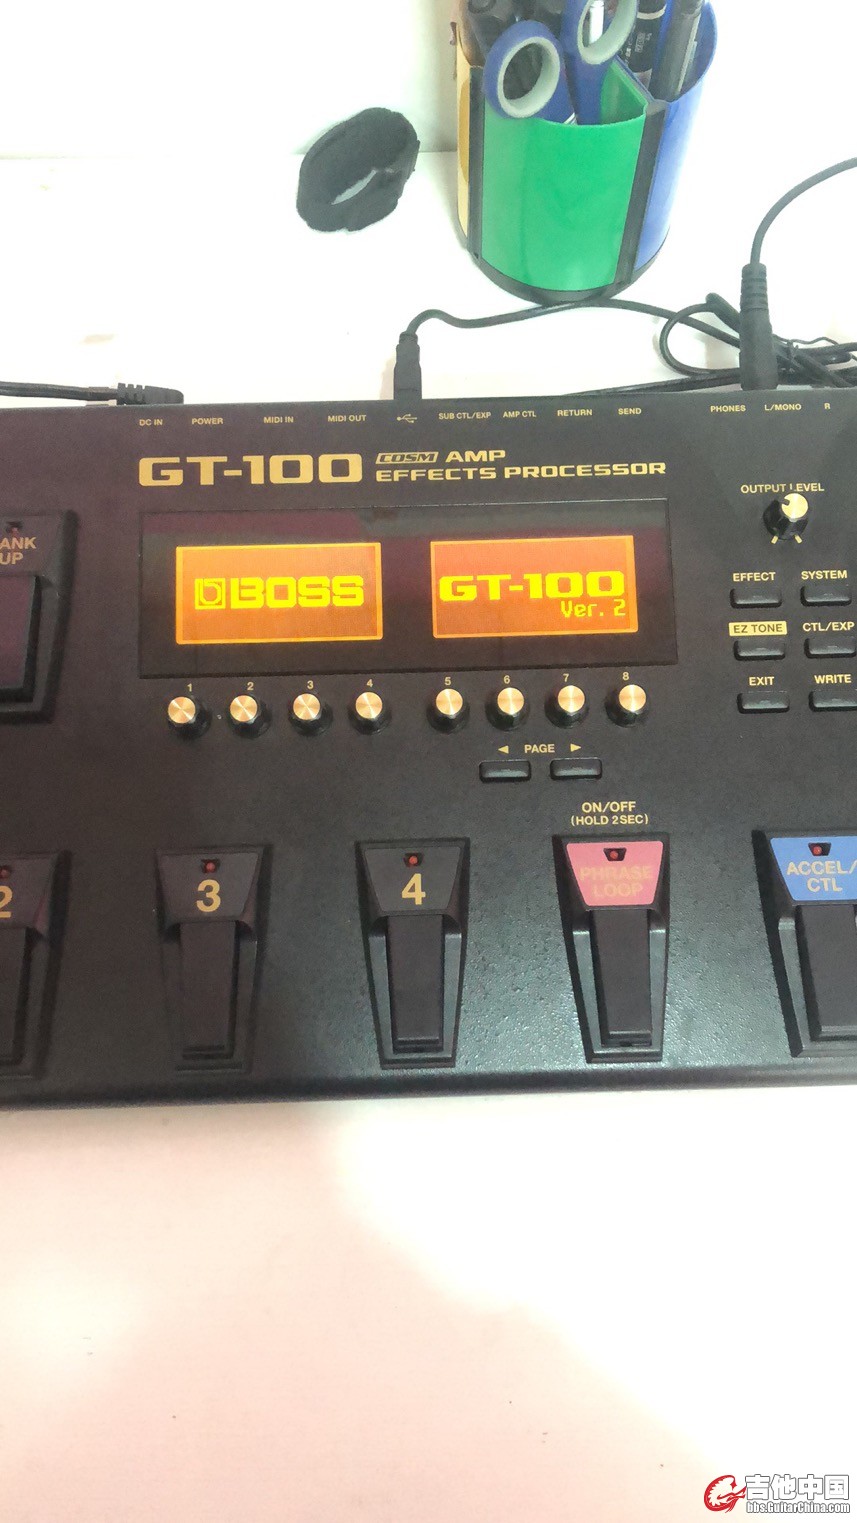 DC IN
POWER
MIDI IN
MIDI OUT
SUB CTL/EXP
AMP CTL
RETURN
SEND
PHONES
L/MONO
R
GT-100
COSM AMP
EFFECTS PROCESSOR
OUTPUT LEVEL
ANK
UP
BOSS
GT-100
Ver. 2
EFFECT
SYSTEM
EZ TONE
CTL/EXP
EXIT
WRITE
1
2
3
4
5
6
7
8
PAGE
ON/OFF
(HOLD 2SEC)
2
3
4
PHRASE
LOOP
ACCEL/
CTL
吉他中国
bbs.GuitarChina.com